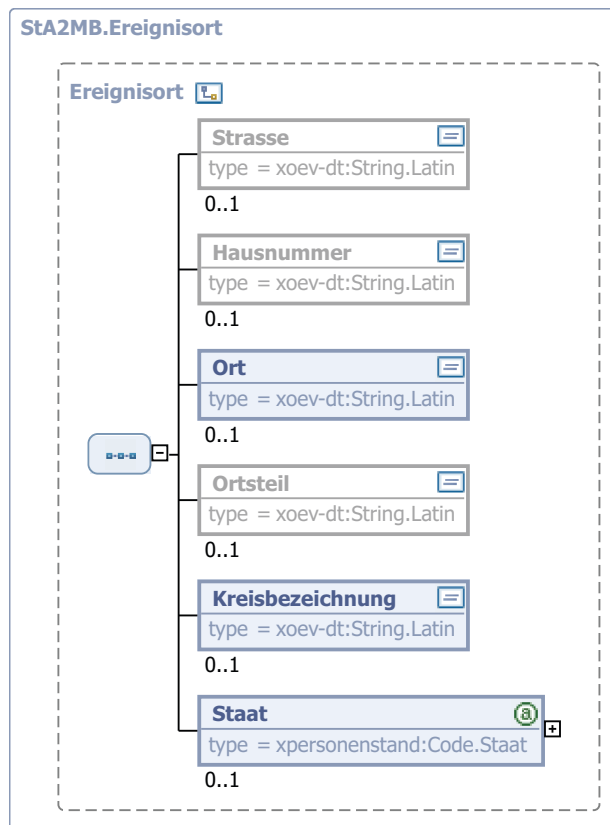 StA2MB.Ereignisort
Ereignisort
Strasse
type = xoev-dt:String.Latin
0..1
Hausnummer
type = xoev-dt:String.Latin
0..1
Ort
type = xoev-dt:String.Latin
0..1
Ortsteil
type = xoev-dt:String.Latin
0..1
Kreisbezeichnung
type = xoev-dt:String.Latin
0..1
Staat
a
type = xpersonenstand:Code.Staat
0..1